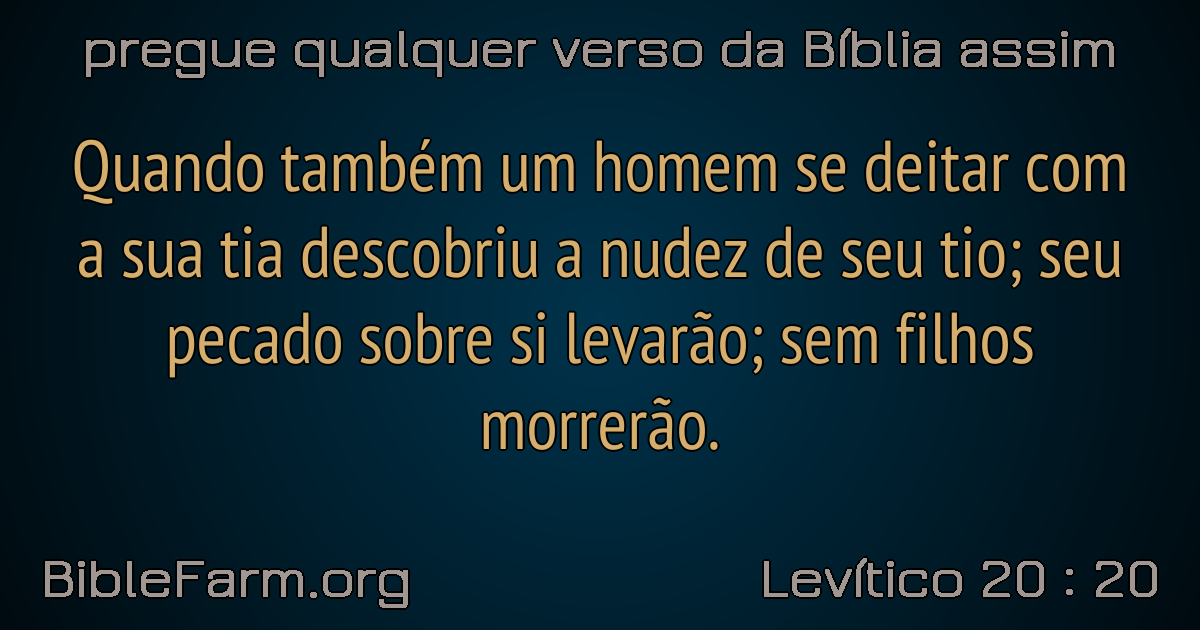 pregue qualquer verso da Bíblia assim
Quando também um homem se deitar com
a sua tia descobriu a nudez de seu tio; seu
pecado sobre si levarão; sem filhos
morrerão.
BibleFarm.org
Levítico 20 : 20